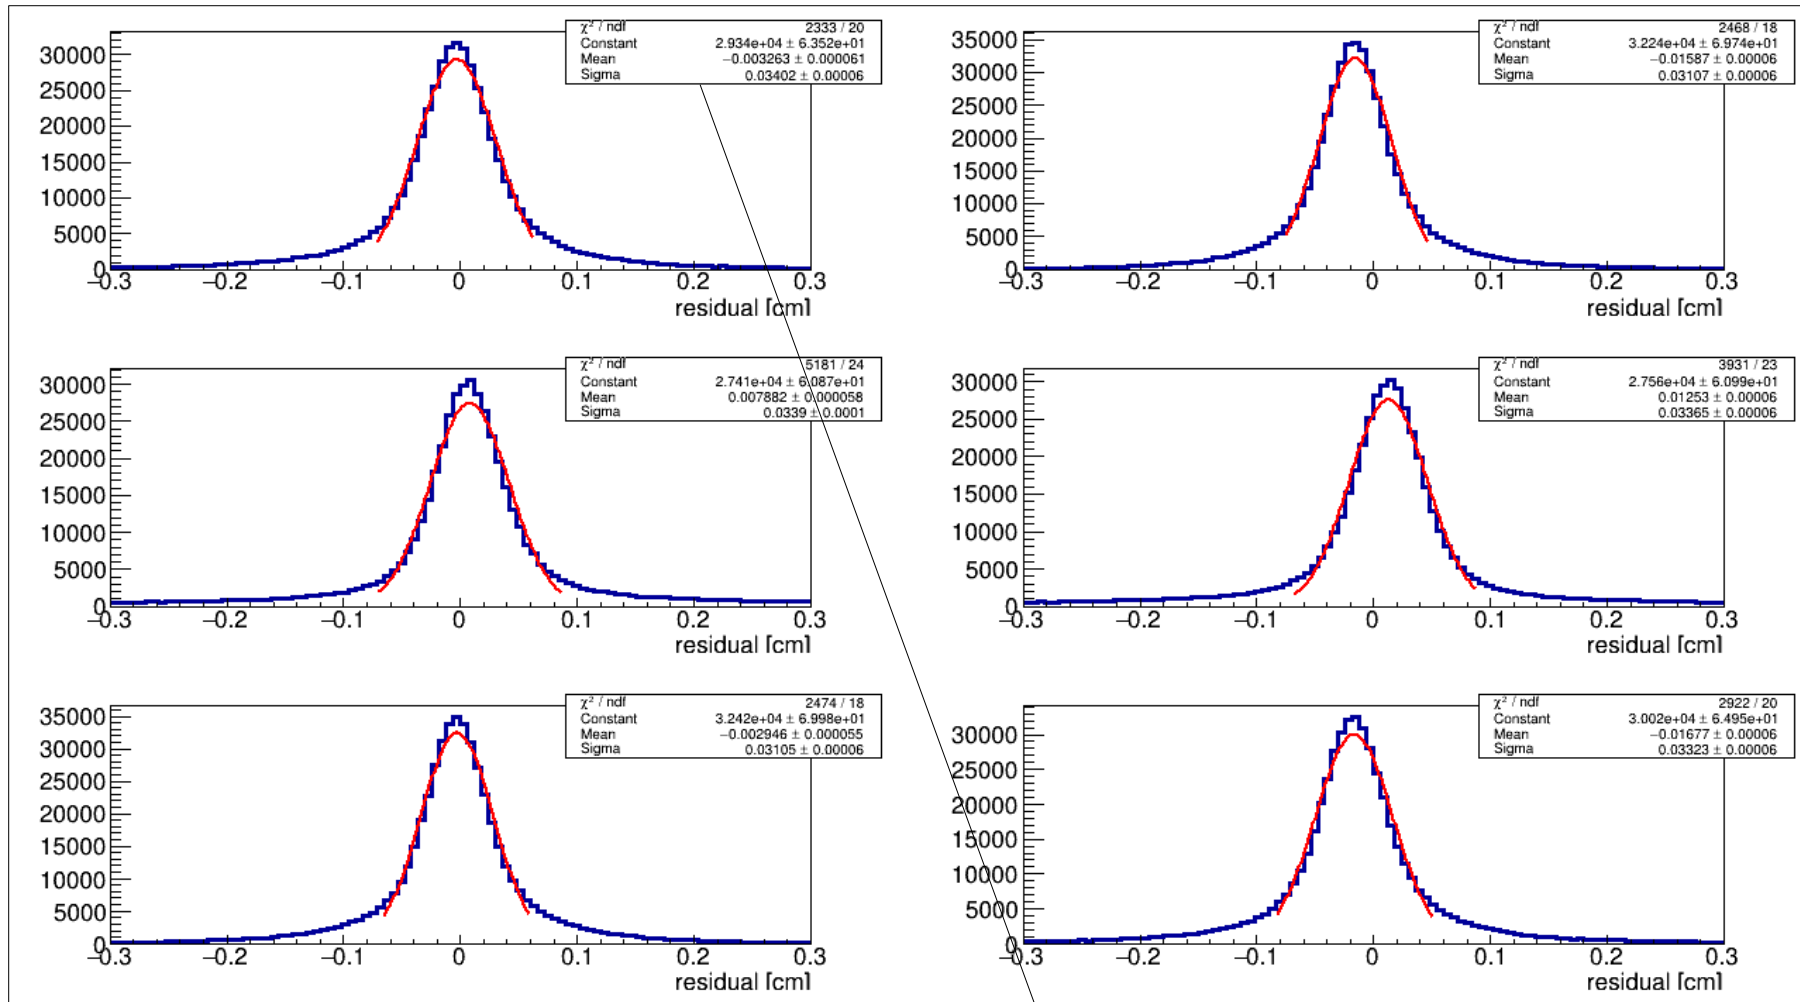 χ² / ndf 2333 / 20
Constant 2.934e+04 ± 6.352e+01
Mean −0.003263 ± 0.000061
Sigma 0.03402 ± 0.00006
30000
25000
20000
15000
10000
5000
0
−0.3 −0.2 −0.1 0 0.1 0.2 0.3
residual [cm]
χ² / ndf 2468 / 18
Constant 3.224e+04 ± 6.974e+01
Mean −0.01587 ± 0.00006
Sigma 0.03107 ± 0.00006
35000
30000
25000
20000
15000
10000
5000
0
−0.3 −0.2 −0.1 0 0.1 0.2 0.3
residual [cm]
χ² / ndf 5181 / 24
Constant 2.741e+04 ± 6.087e+01
Mean 0.007882 ± 0.000058
Sigma 0.0339 ± 0.0001
30000
25000
20000
15000
10000
5000
0
−0.3 −0.2 −0.1 0 0.1 0.2 0.3
residual [cm]
χ² / ndf 3931 / 23
Constant 2.756e+04 ± 6.099e+01
Mean 0.01253 ± 0.00006
Sigma 0.03365 ± 0.00006
30000
25000
20000
15000
10000
5000
0
−0.3 −0.2 −0.1 0 0.1 0.2 0.3
residual [cm]
χ² / ndf 2474 / 18
Constant 3.242e+04 ± 6.998e+01
Mean −0.002946 ± 0.000055
Sigma 0.03105 ± 0.00006
35000
30000
25000
20000
15000
10000
5000
0
−0.3 −0.2 −0.1 0 0.1 0.2 0.3
residual [cm]
χ² / ndf 2922 / 20
Constant 3.002e+04 ± 6.495e+01
Mean −0.01677 ± 0.00006
Sigma 0.03323 ± 0.00006
30000
25000
20000
15000
10000
5000
0
−0.3 −0.2 −0.1 0 0.1 0.2 0.3
residual [cm]